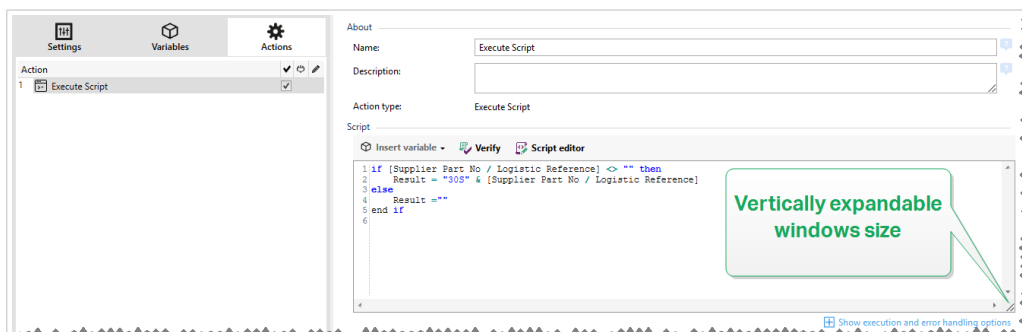 Settings
Variables
Actions
Action
1 Execute Script
About
Name: Execute Script
Description:
Action type: Execute Script
Script
Insert variable Verify Script editor
1 if [Supplier Part No / Logistic Reference] <> "" then
2 Result = "30S" & [Supplier Part No / Logistic Reference]
3 else
4 Result =""
5 end if
6
Vertically expandable
windows size
Show execution and error handling options